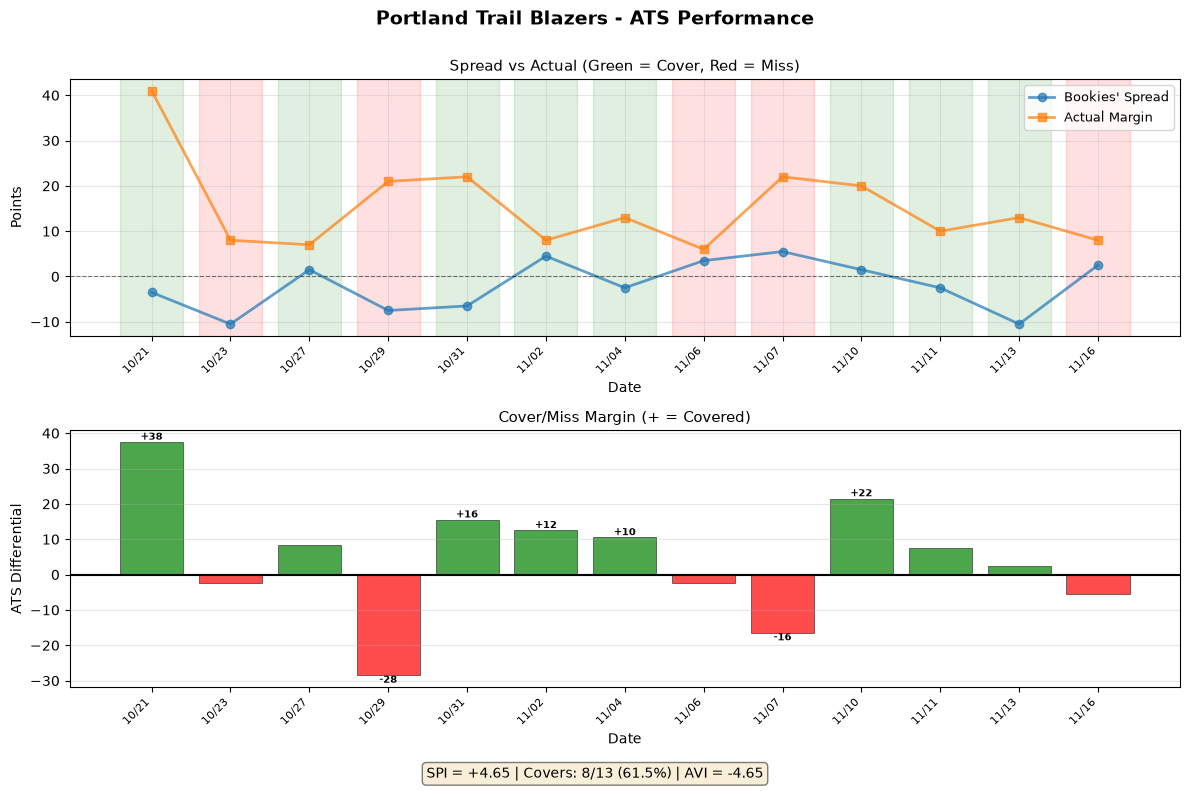 Portland Trail Blazers - ATS Performance
Spread vs Actual (Green = Cover, Red = Miss)
Points
40
30
20
10
0
−10
Bookies' Spread
Actual Margin
10/21 10/23 10/27 10/29 10/31 11/02 11/04 11/06 11/07 11/10 11/11 11/13 11/16
Date
Cover/Miss Margin (+ = Covered)
ATS Differential
40
30
20
10
0
−10
−20
−30
+38
-28
+16
+12
+10
-16
+22
10/21 10/23 10/27 10/29 10/31 11/02 11/04 11/06 11/07 11/10 11/11 11/13 11/16
Date
SPI = +4.65 | Covers: 8/13 (61.5%) | AVI = -4.65